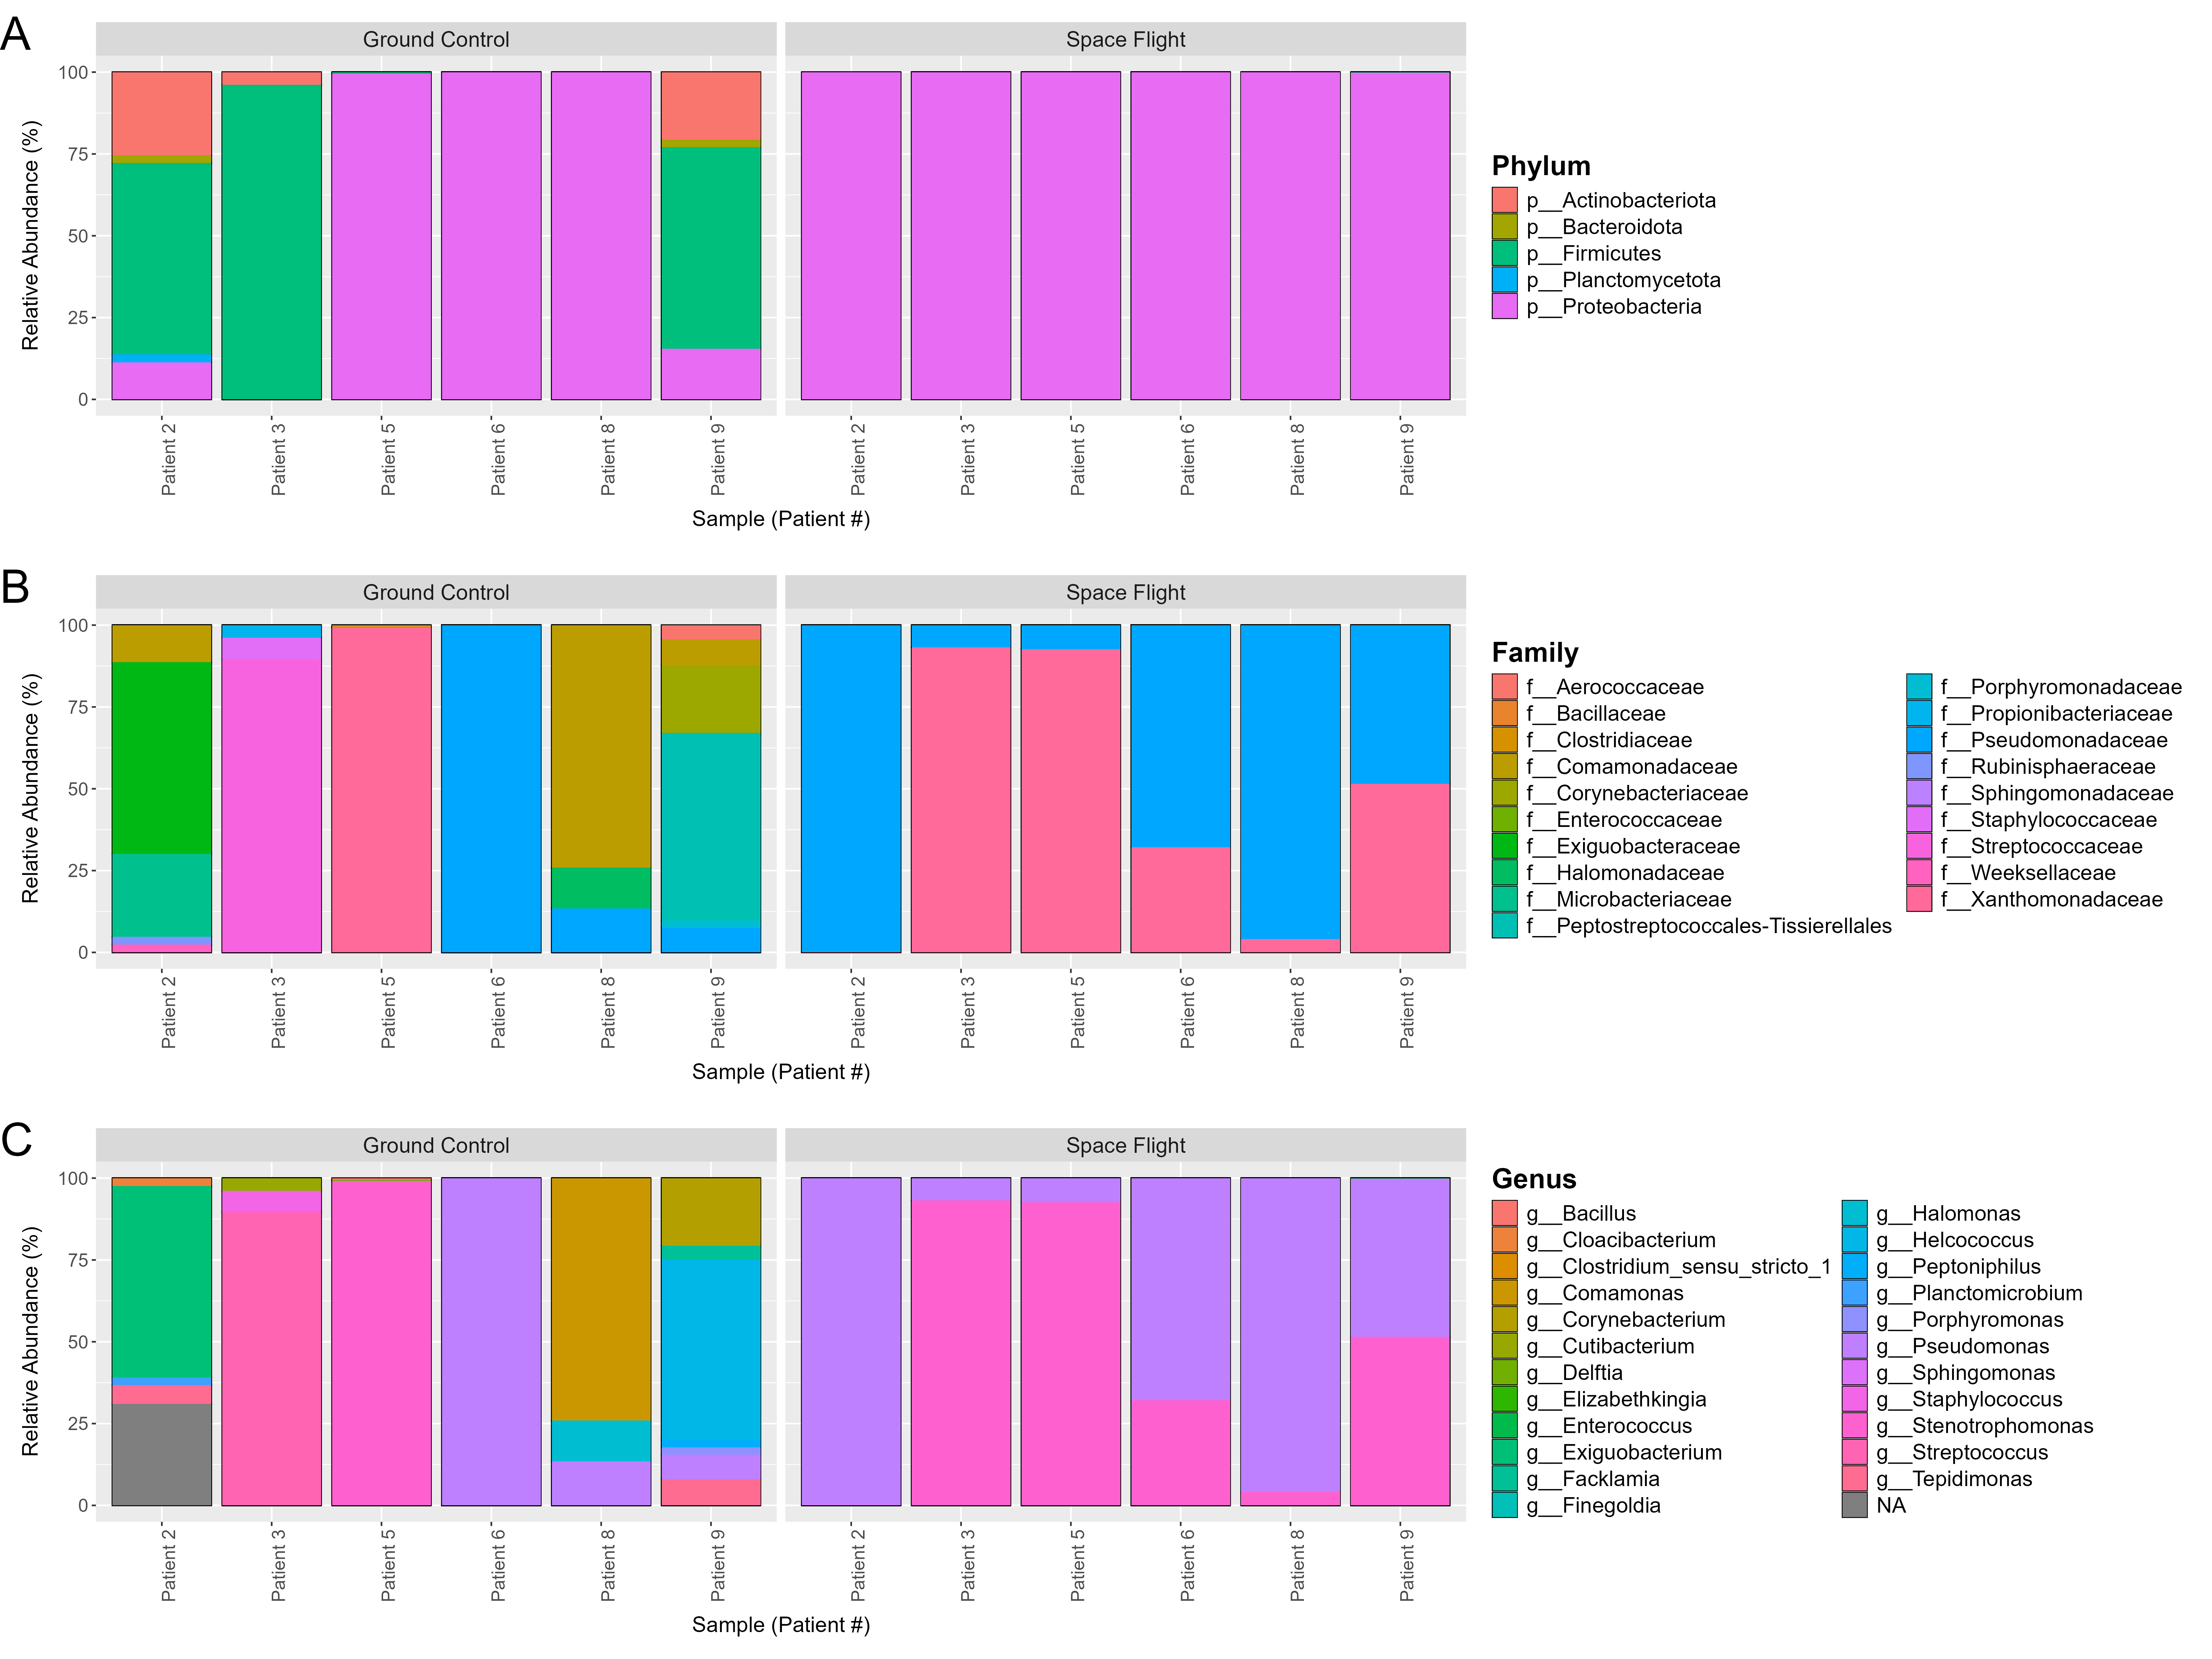 A
Ground Control
Space Flight
Relative Abundance (%)
100
75
50
25
0
Patient 2
Patient 3
Patient 5
Patient 6
Patient 8
Patient 9
Patient 2
Patient 3
Patient 5
Patient 6
Patient 8
Patient 9
Sample (Patient #)
Phylum
p__Actinobacteriota
p__Bacteroidota
p__Firmicutes
p__Planctomycetota
p__Proteobacteria
B
Ground Control
Space Flight
Relative Abundance (%)
100
75
50
25
0
Patient 2
Patient 3
Patient 5
Patient 6
Patient 8
Patient 9
Patient 2
Patient 3
Patient 5
Patient 6
Patient 8
Patient 9
Sample (Patient #)
Family
f__Aerococcaceae
f__Bacillaceae
f__Clostridiaceae
f__Comamonadaceae
f__Corynebacteriaceae
f__Enterococcaceae
f__Exiguobacteraceae
f__Halomonadaceae
f__Microbacteriaceae
f__Peptostreptococcales-Tissierellales
f__Porphyromonadaceae
f__Propionibacteriaceae
f__Pseudomonadaceae
f__Rubinisphaeraceae
f__Sphingomonadaceae
f__Staphylococcaceae
f__Streptococcaceae
f__Weeksellaceae
f__Xanthomonadaceae
C
Ground Control
Space Flight
Relative Abundance (%)
100
75
50
25
0
Patient 2
Patient 3
Patient 5
Patient 6
Patient 8
Patient 9
Patient 2
Patient 3
Patient 5
Patient 6
Patient 8
Patient 9
Sample (Patient #)
Genus
g__Bacillus
g__Cloacibacterium
g__Clostridium_sensu_stricto_1
g__Comamonas
g__Corynebacterium
g__Cutibacterium
g__Delftia
g__Elizabethkingia
g__Enterococcus
g__Exiguobacterium
g__Facklamia
g__Finegoldia
g__Halomonas
g__Helcococcus
g__Peptoniphilus
g__Planctomicrobium
g__Porphyromonas
g__Pseudomonas
g__Sphingomonas
g__Staphylococcus
g__Stenotrophomonas
g__Streptococcus
g__Tepidimonas
NA